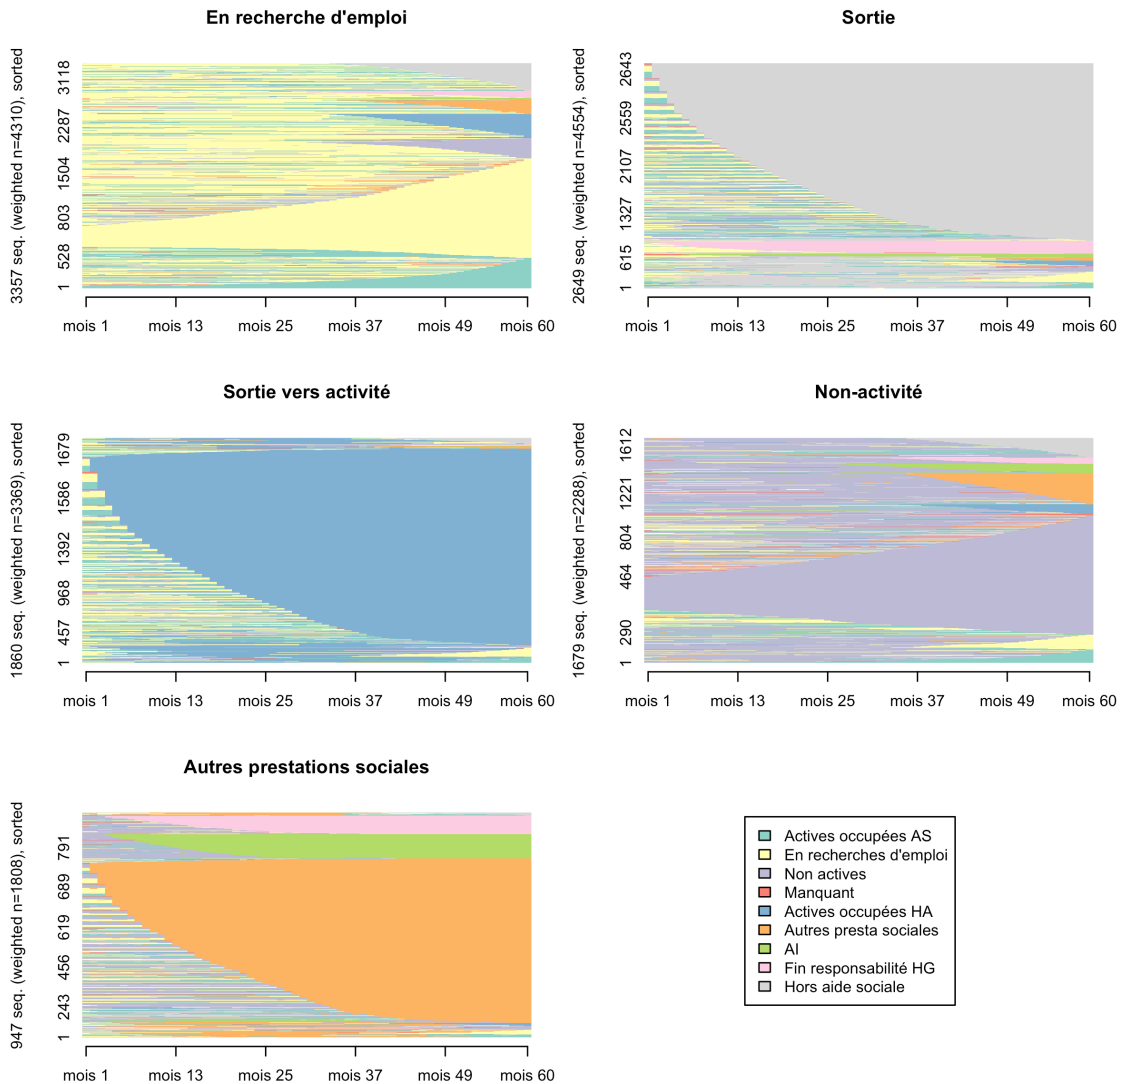 En recherche d'emploi
3357 seq. (weighted n=4310), sorted
3118
2287
1504
803
528
1
mois 1 mois 13 mois 25 mois 37 mois 49 mois 60
Sortie
2649 seq. (weighted n=4554), sorted
2643
2559
2107
1327
615
1
mois 1 mois 13 mois 25 mois 37 mois 49 mois 60
Sortie vers activité
1860 seq. (weighted n=3369), sorted
1679
1586
1392
968
457
1
mois 1 mois 13 mois 25 mois 37 mois 49 mois 60
Non-activité
1679 seq. (weighted n=2288), sorted
1612
1221
804
464
290
1
mois 1 mois 13 mois 25 mois 37 mois 49 mois 60
Autres prestations sociales
947 seq. (weighted n=1808), sorted
791
689
619
456
243
1
mois 1 mois 13 mois 25 mois 37 mois 49 mois 60
Actives occupées AS
En recherches d'emploi
Non actives
Manquant
Actives occupées HA
Autres presta sociales
AI
Fin responsabilité HG
Hors aide sociale